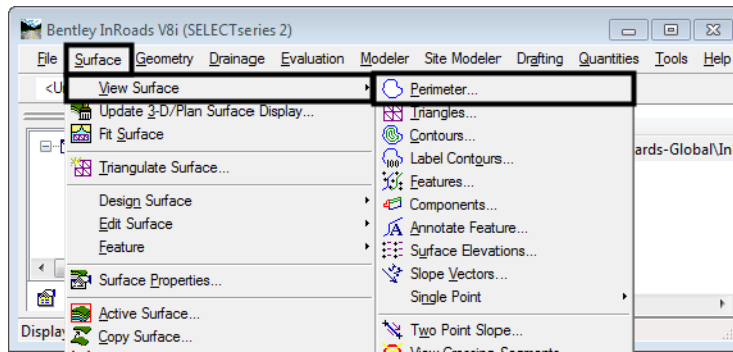 Bentley InRoads V8i (SELECTseries 2)
File Surface Geometry Drainage Evaluation Modeler Site Modeler Drafting Quantities Tools Help
View Surface
Update 3-D/Plan Surface Display...
Fit Surface
Triangulate Surface...
Design Surface
Edit Surface
Feature
Surface Properties...
Active Surface...
Copy Surface...
Perimeter...
Triangles...
Contours...
Label Contours...
Features...
Components...
Annotate Feature...
Surface Elevations...
Slope Vectors...
Single Point
Two Point Slope...
View Crossing Segments...
ards-Global\In